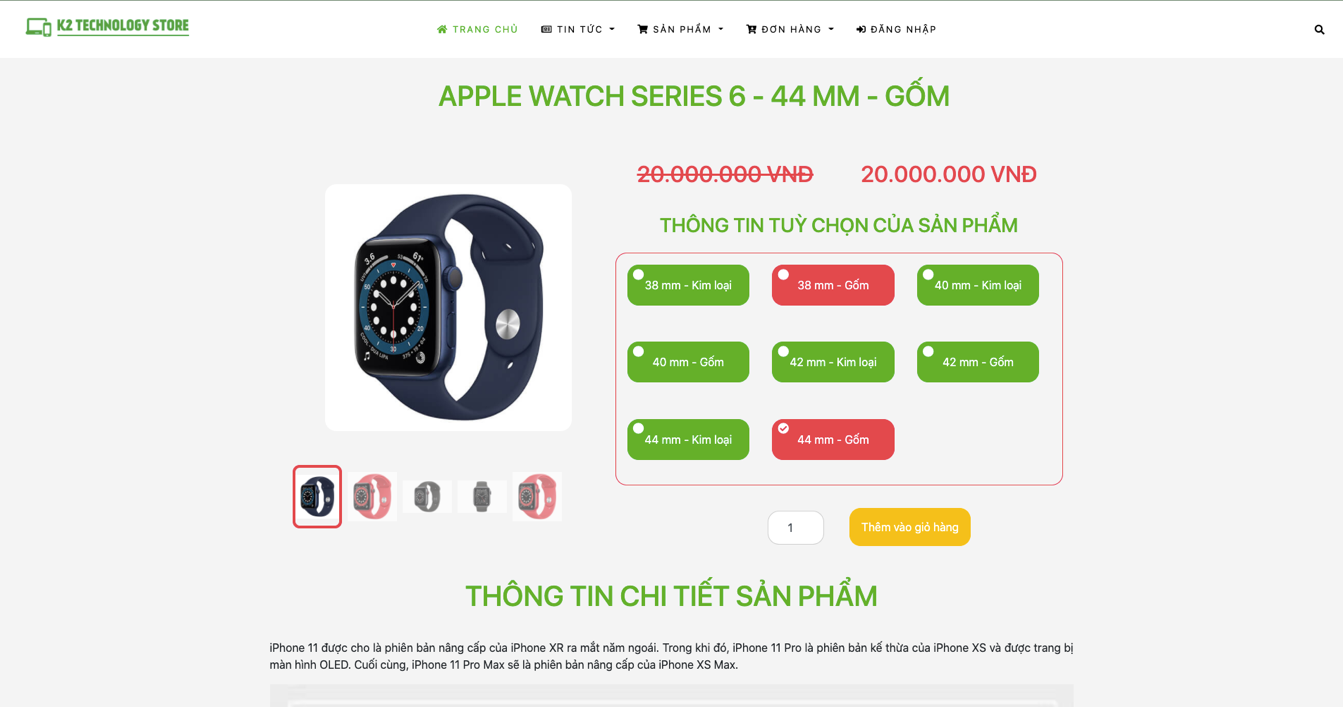 K2 TECHNOLOGY STORE
TRANG CHỦ TIN TỨC SẢN PHẨM ĐƠN HÀNG ĐĂNG NHẬP
APPLE WATCH SERIES 6 - 44 MM - GỐM
20.000.000 VNĐ 20.000.000 VNĐ
THÔNG TIN TUỲ CHỌN CỦA SẢN PHẨM
38 mm - Kim loại 38 mm - Gốm 40 mm - Kim loại
40 mm - Gốm 42 mm - Kim loại 42 mm - Gốm
44 mm - Kim loại 44 mm - Gốm
1 Thêm vào giỏ hàng
THÔNG TIN CHI TIẾT SẢN PHẨM
iPhone 11 được cho là phiên bản nâng cấp của iPhone XR ra mắt năm ngoái. Trong khi đó, iPhone 11 Pro là phiên bản kế thừa của iPhone XS và được trang bị
màn hình OLED. Cuối cùng, iPhone 11 Pro Max sẽ là phiên bản nâng cấp của iPhone XS Max.